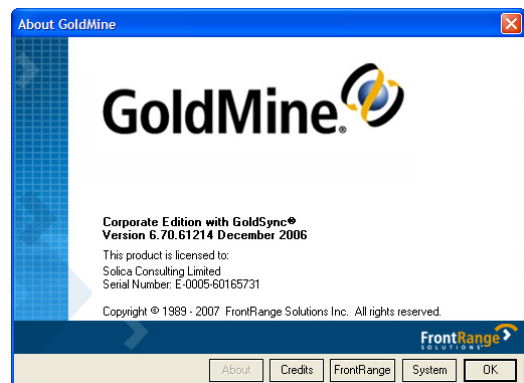 About GoldMine
GoldMine®
Corporate Edition with GoldSync®
Version 6.70.61214 December 2006
This product is licensed to:
Solica Consulting Limited
Serial Number: E-0005-60165731
Copyright © 1989 - 2007 FrontRange Solutions Inc. All rights reserved.
FrontRange
SOLUTIONS
About Credits FrontRange System OK